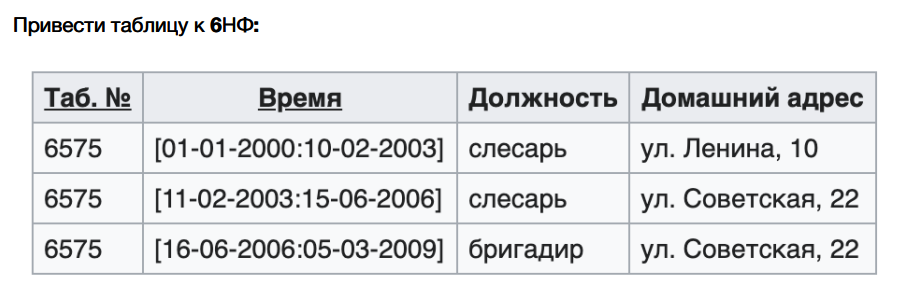 Привести таблицу к 6НФ:
Таб. № Время Должность Домашний адрес
6575 [01-01-2000:10-02-2003] слесарь ул. Ленина, 10
6575 [11-02-2003:15-06-2006] слесарь ул. Советская, 22
6575 [16-06-2006:05-03-2009] бригадир ул. Советская, 22